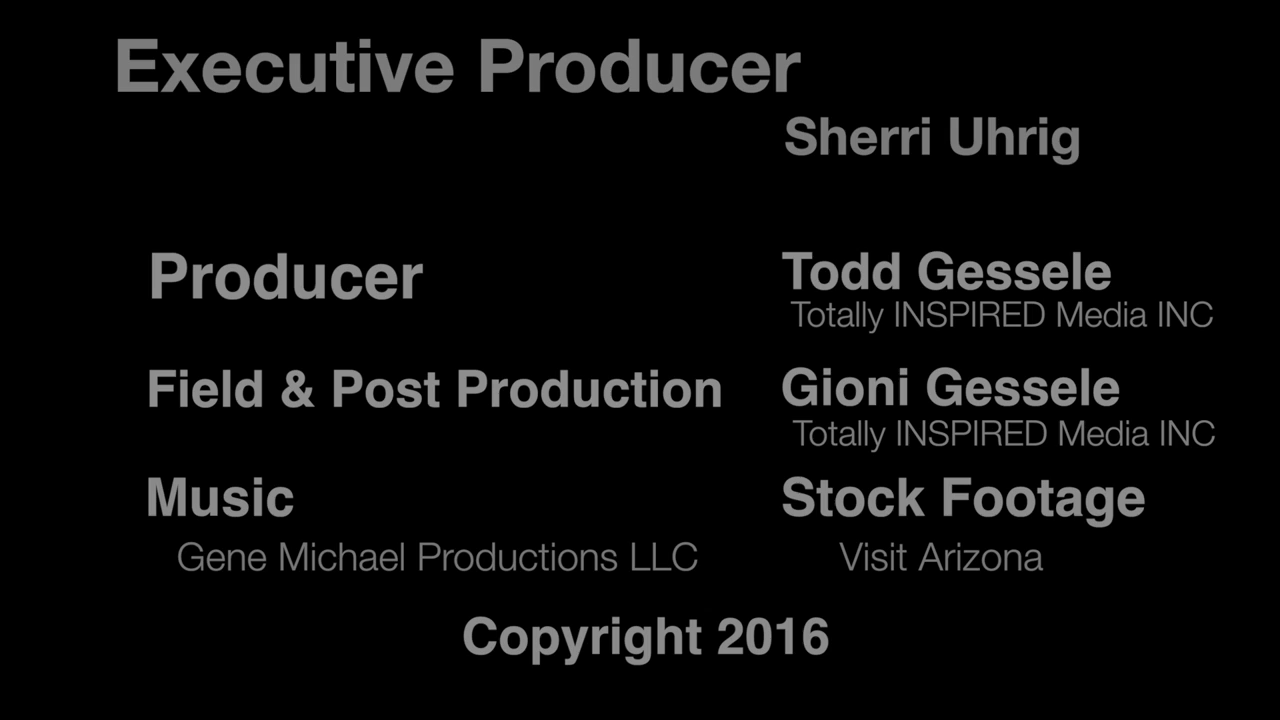 Executive Producer
Sherri Uhrig
Producer
Todd Gessele
Totally INSPIRED Media INC
Field & Post Production
Gioni Gessele
Totally INSPIRED Media INC
Music
Stock Footage
Gene Michael Productions LLC
Visit Arizona
Copyright 2016